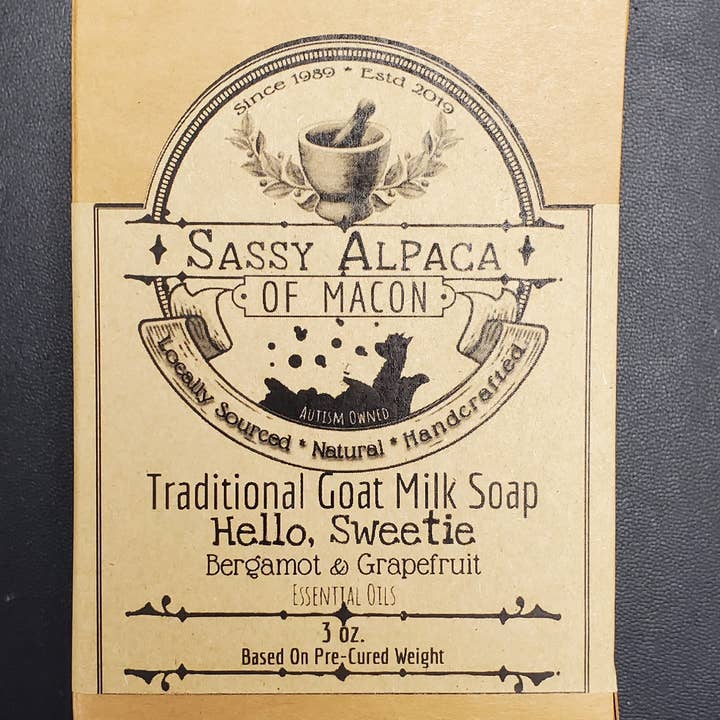 Since 1989 * Estd 2019
Sassy Alpaca
OF MACON
Autism Owned
Locally Sourced * Natural * Handcrafted
Traditional Goat Milk Soap
Hello, Sweetie
Bergamot & Grapefruit
Essential Oils
3 oz.
Based On Pre-Cured Weight